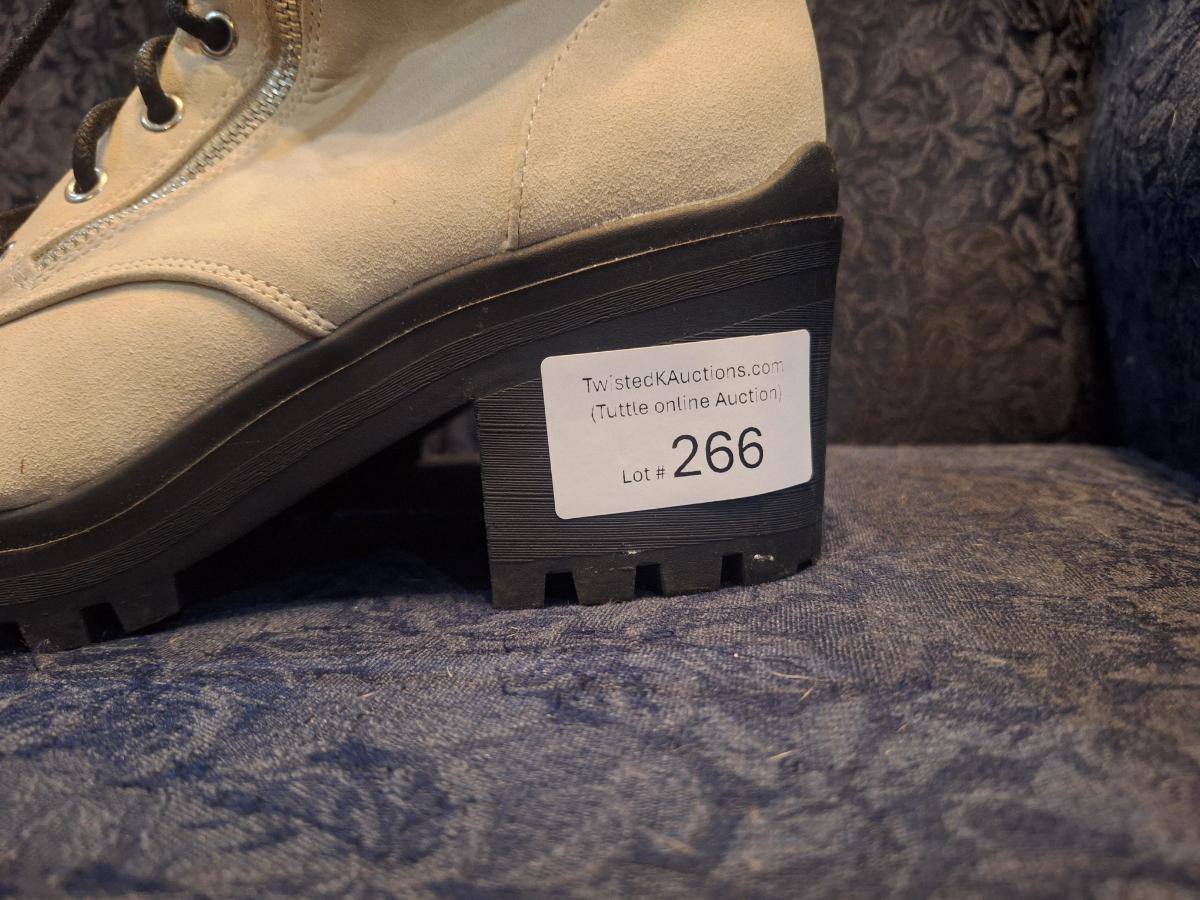 TwistedKAuctions.com
(Tuttle online Auction)
Lot # 266